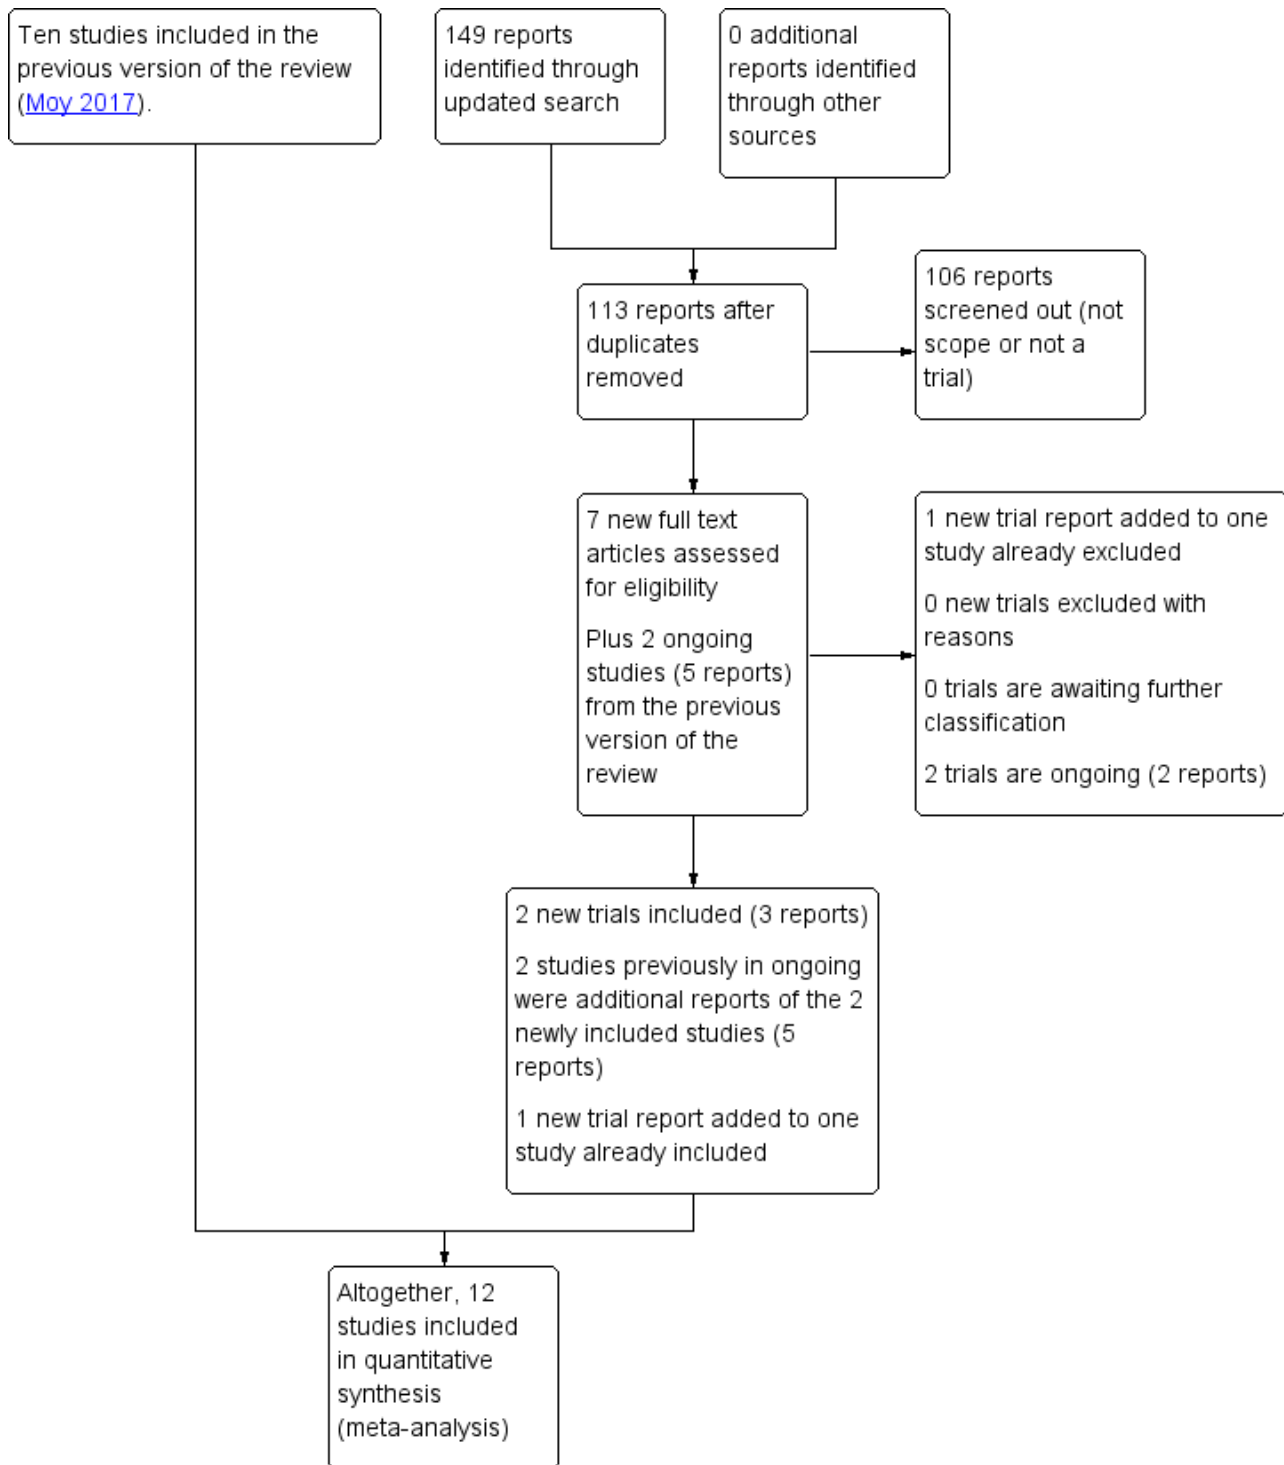 Ten studies included in the
previous version of the review
(Moy 2017).
149 reports
identified through
updated search
0 additional
reports identified
through other
sources
113 reports after
duplicates
removed
106 reports
screened out (not
scope or not a
trial)
7 new full text
articles assessed
for eligibility
Plus 2 ongoing
studies (5 reports)
from the previous
version of the
review
1 new trial report added to one
study already excluded
0 new trials excluded with
reasons
0 trials are awaiting further
classification
2 trials are ongoing (2 reports)
2 new trials included (3 reports)
2 studies previously in ongoing
were additional reports of the 2
newly included studies (5
reports)
1 new trial report added to one
study already included
Altogether, 12
studies included
in quantitative
synthesis
(meta-analysis)